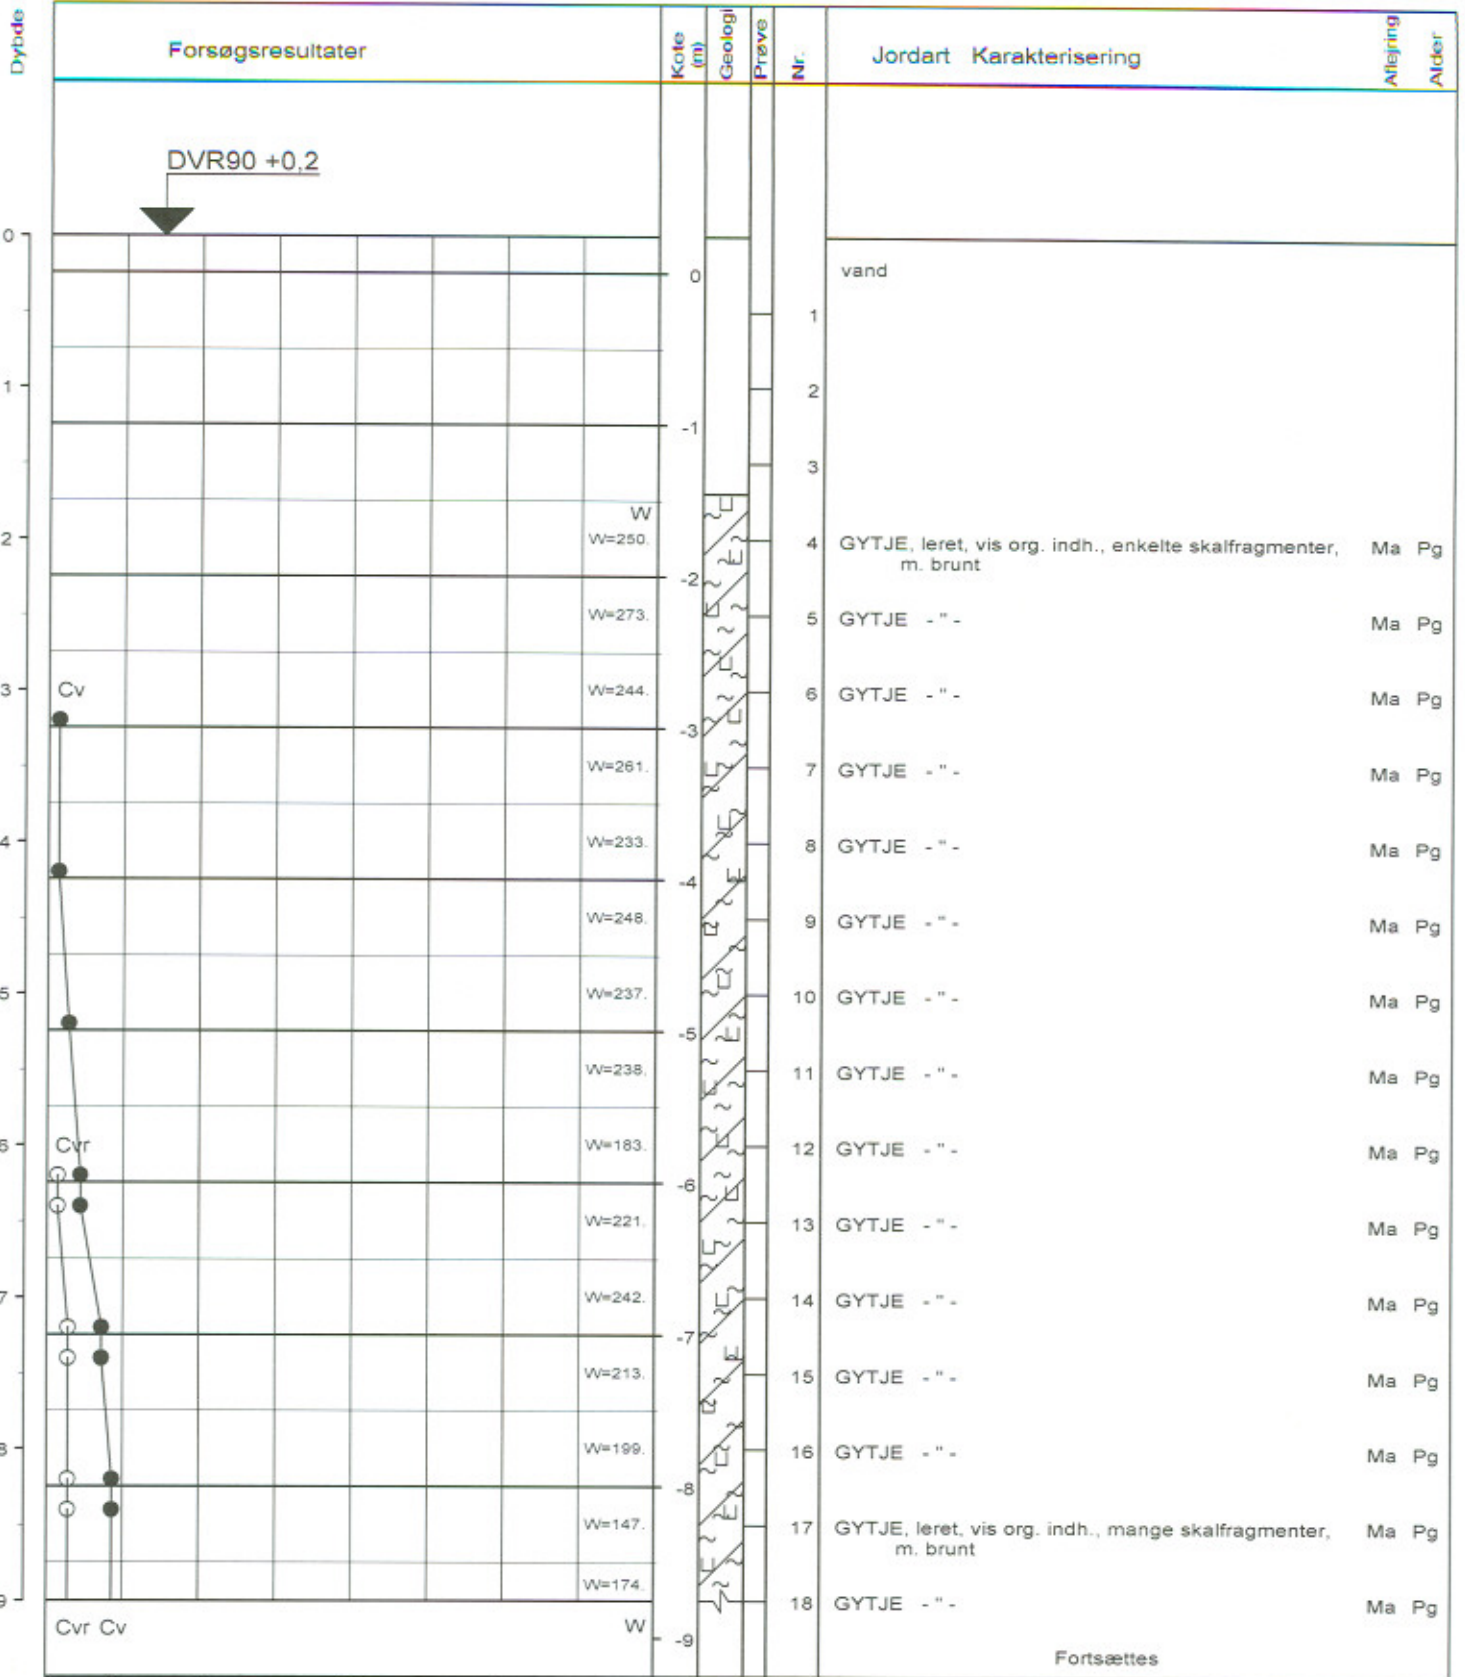 Dybde Forsøgsresultater Kote (m) Geologi Prøve Nr. Jordart Karakterisering Aflejring Alder
DVR90 +0,2
0
0 vand
1
1 2
-1
3
W
2 W=250. 4 GYTJE, leret, vis org. indh., enkelte skalfragmenter, Ma Pg
m. brunt
-2
W=273. 5 GYTJE - " - Ma Pg
3 Cv W=244. 6 GYTJE - " - Ma Pg
-3
W=261. 7 GYTJE - " - Ma Pg
4 W=233. 8 GYTJE - " - Ma Pg
-4
W=248. 9 GYTJE - " - Ma Pg
5 W=237. 10 GYTJE - " - Ma Pg
-5
W=238. 11 GYTJE - " - Ma Pg
6 Cvr W=183. 12 GYTJE - " - Ma Pg
-6
W=221. 13 GYTJE - " - Ma Pg
7 W=242. 14 GYTJE - " - Ma Pg
-7
W=213. 15 GYTJE - " - Ma Pg
8 W=199. 16 GYTJE - " - Ma Pg
-8
W=147. 17 GYTJE, leret, vis org. indh., mange skalfragmenter, Ma Pg
m. brunt
9 W=174. 18 GYTJE - " - Ma Pg
Cvr Cv W -9
Fortsættes